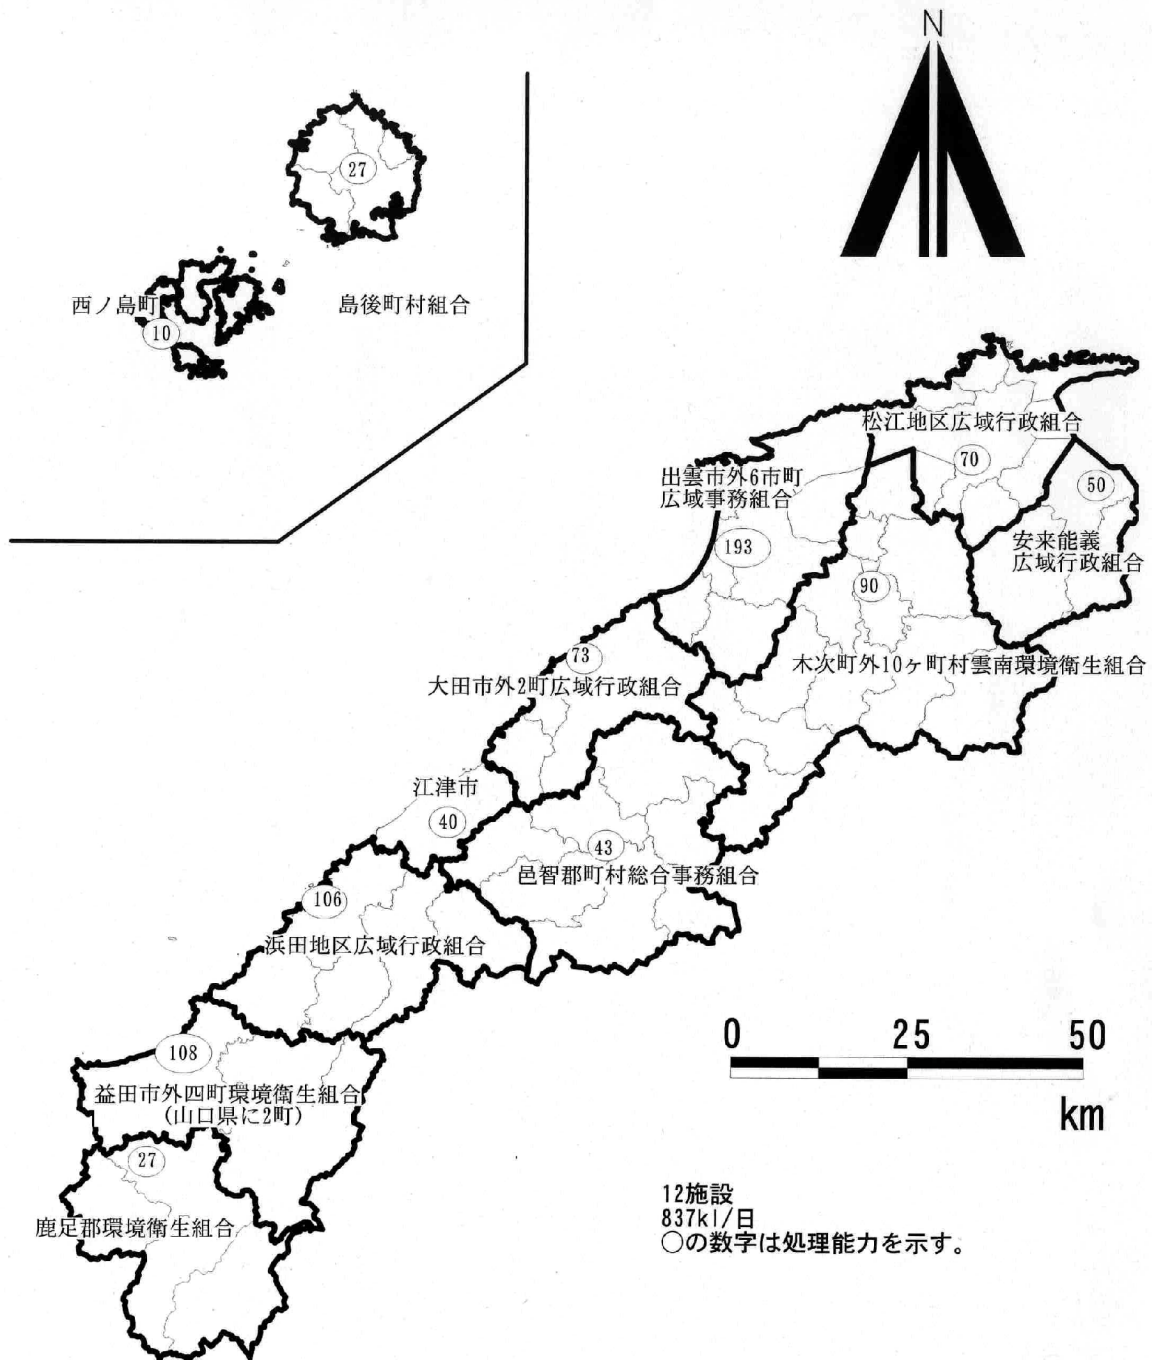 N
27
西ノ島町
島後町村組合
10
松江地区広域行政組合
70
出雲市外6市町
広域事務組合
50
193
安来能義
広域行政組合
90
73
木次町外10ヶ町村雲南環境衛生組合
大田市外2町広域行政組合
江津市
40
43
邑智郡町村総合事務組合
106
浜田地区広域行政組合
0 25 50
km
108
益田市外四町環境衛生組合
(山口県に2町)
27
鹿足郡環境衛生組合
12施設
837kl/日
○の数字は処理能力を示す。